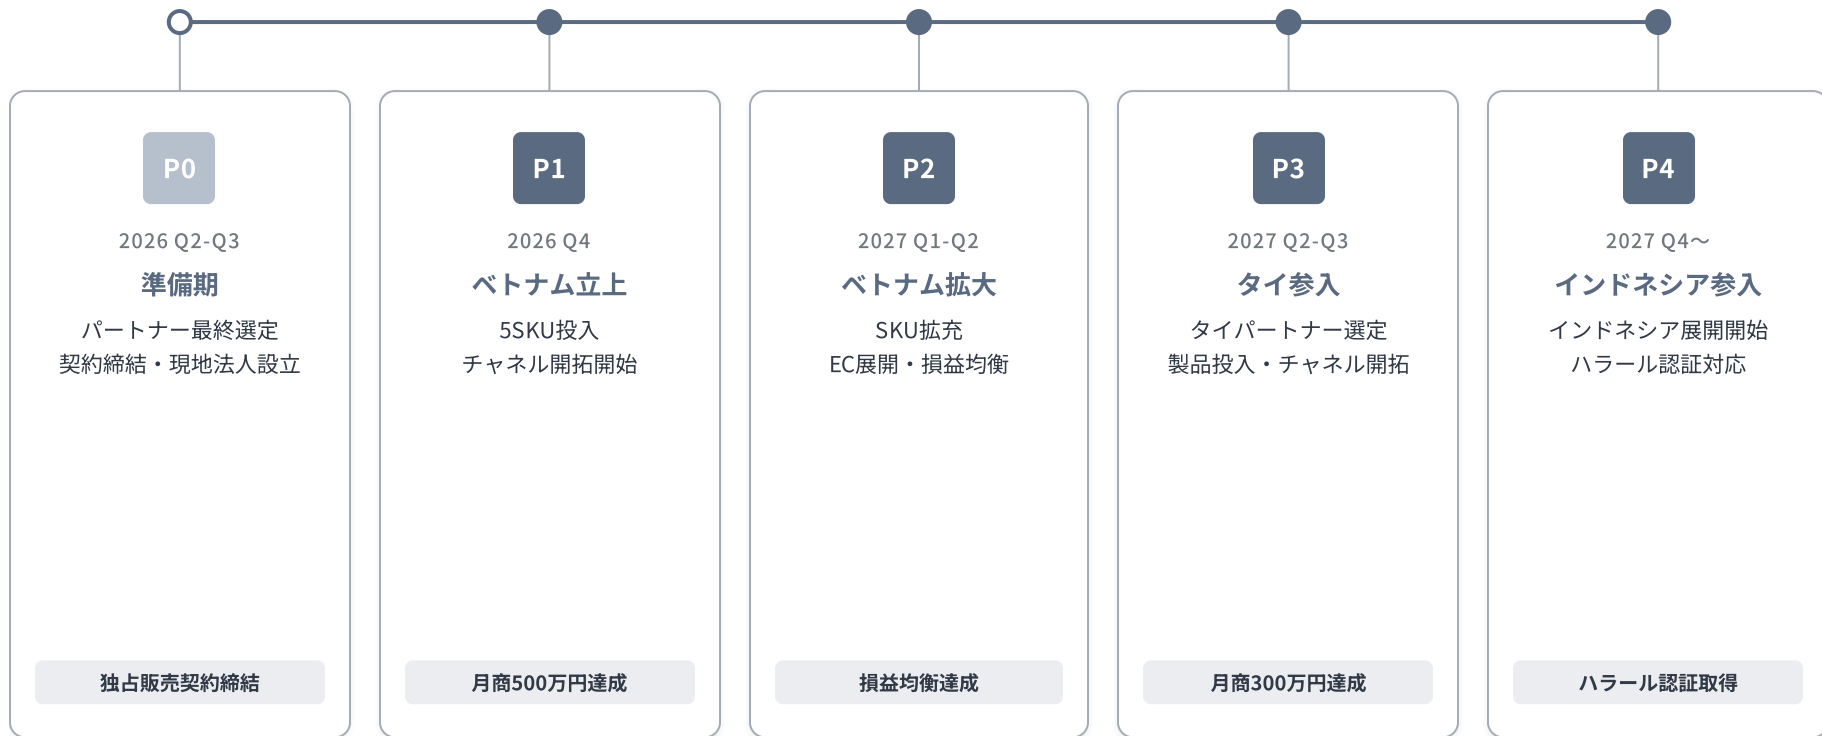 P0
2026 Q2-Q3
準備期
パートナー最終選定
契約締結・現地法人設立
独占販売契約締結
P1
2026 Q4
ベトナム立上
5SKU投入
チャネル開拓開始
月商500万円達成
P2
2027 Q1-Q2
ベトナム拡大
SKU拡充
EC展開・損益均衡
損益均衡達成
P3
2027 Q2-Q3
タイ参入
タイパートナー選定
製品投入・チャネル開拓
月商300万円達成
P4
2027 Q4〜
インドネシア参入
インドネシア展開開始
ハラール認証対応
ハラール認証取得